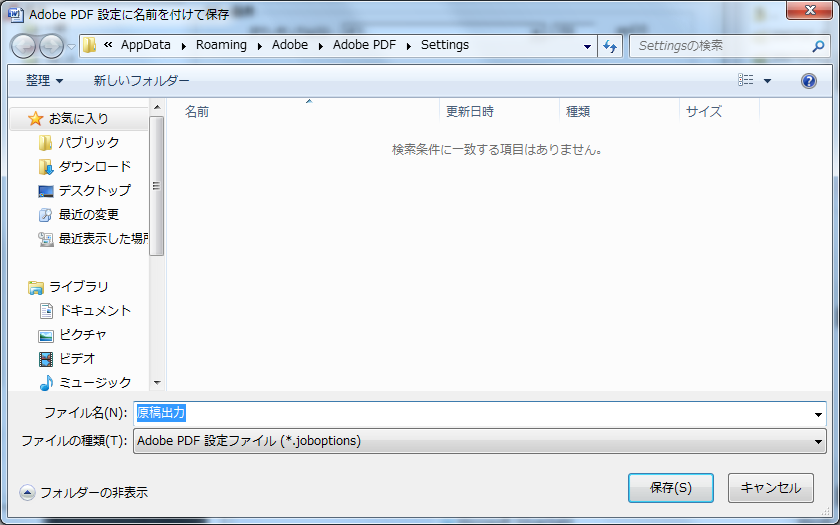 Adobe PDF 設定に名前を付けて保存
« AppData Roaming Adobe Adobe PDF Settings
Settingsの検索
整理 新しいフォルダー
名前 更新日時 種類 サイズ
検索条件に一致する項目はありません。
お気に入り
パブリック
ダウンロード
デスクトップ
最近の変更
最近表示した場所
ライブラリ
ドキュメント
ピクチャ
ビデオ
ミュージック
ファイル名(N): 原稿出力
ファイルの種類(T): Adobe PDF 設定ファイル (*.joboptions)
フォルダーの非表示
保存(S) キャンセル